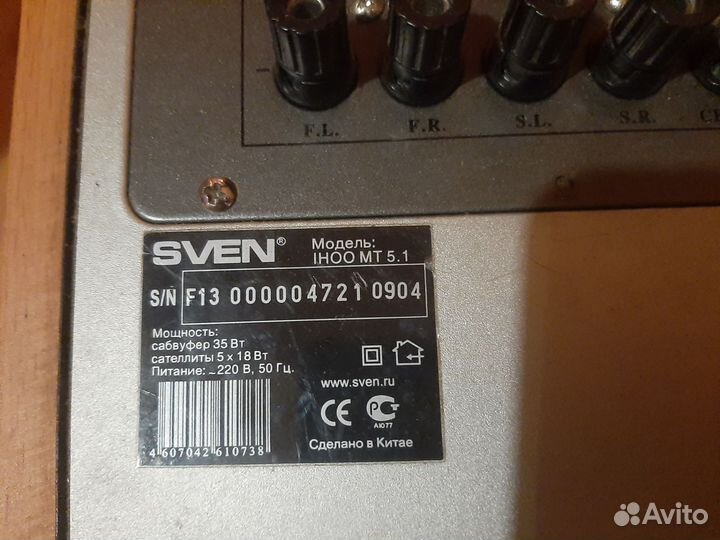 F.L. F.R. S.L. S.R.
SVEN®
Модель:
IHOO MT 5.1
S/N F13 000004721 0904
Мощность:
сабвуфер 35 Вт
сателлиты 5 x 18 Вт
Питание: ~220 В, 50 Гц.
www.sven.ru
CE PC
АЮ77
Сделано в Китае
4 607042 610738
Avito